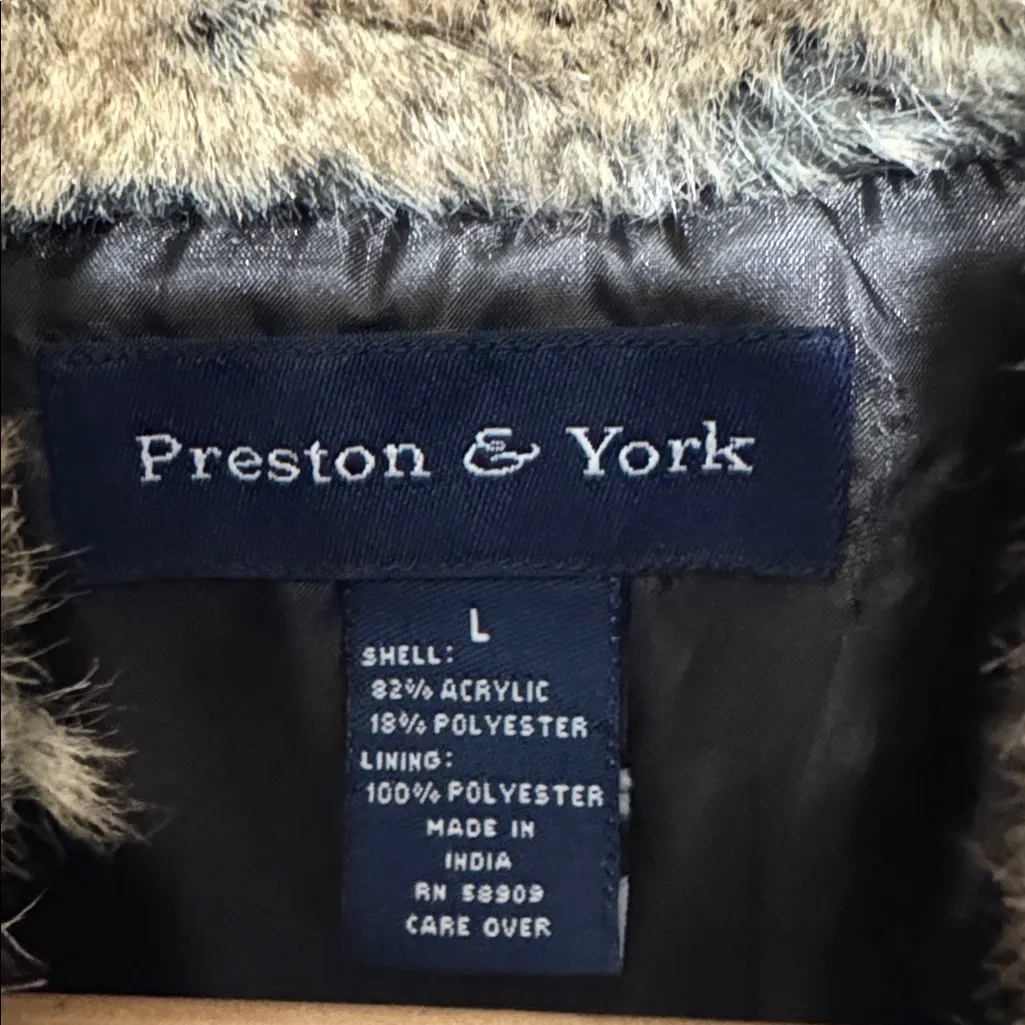 Preston & York
L
SHELL:
82% ACRYLIC
18% POLYESTER
LINING:
100% POLYESTER
MADE IN
INDIA
RN 58909
CARE OVER